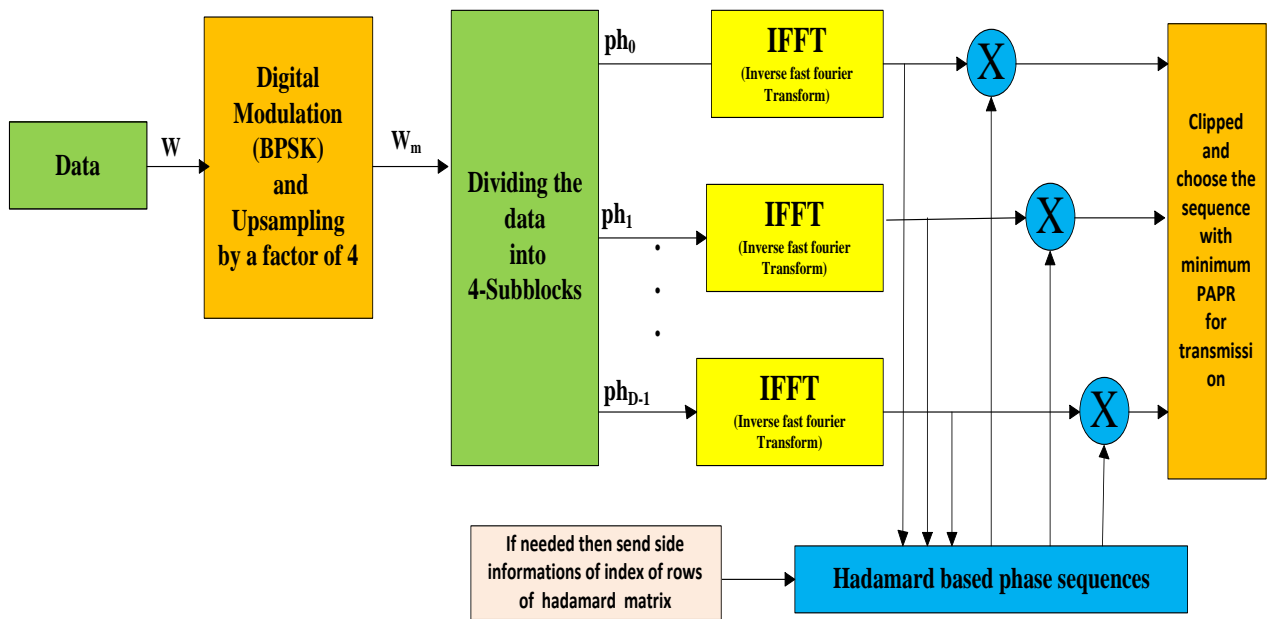 Data
W
Digital
Modulation
(BPSK)
and
Upsampling
by a factor of 4
Wₘ
Dividing the
data
into
4-Subblocks
ph₀
IFFT
(Inverse fast fourier
Transform)
X
ph₁
IFFT
(Inverse fast fourier
Transform)
X
ph_D-1
IFFT
(Inverse fast fourier
Transform)
X
Clipped
and
choose the
sequence
with
minimum
PAPR
for
transmissi
on
If needed then send side
informations of index of rows
of hadamard matrix
Hadamard based phase sequences